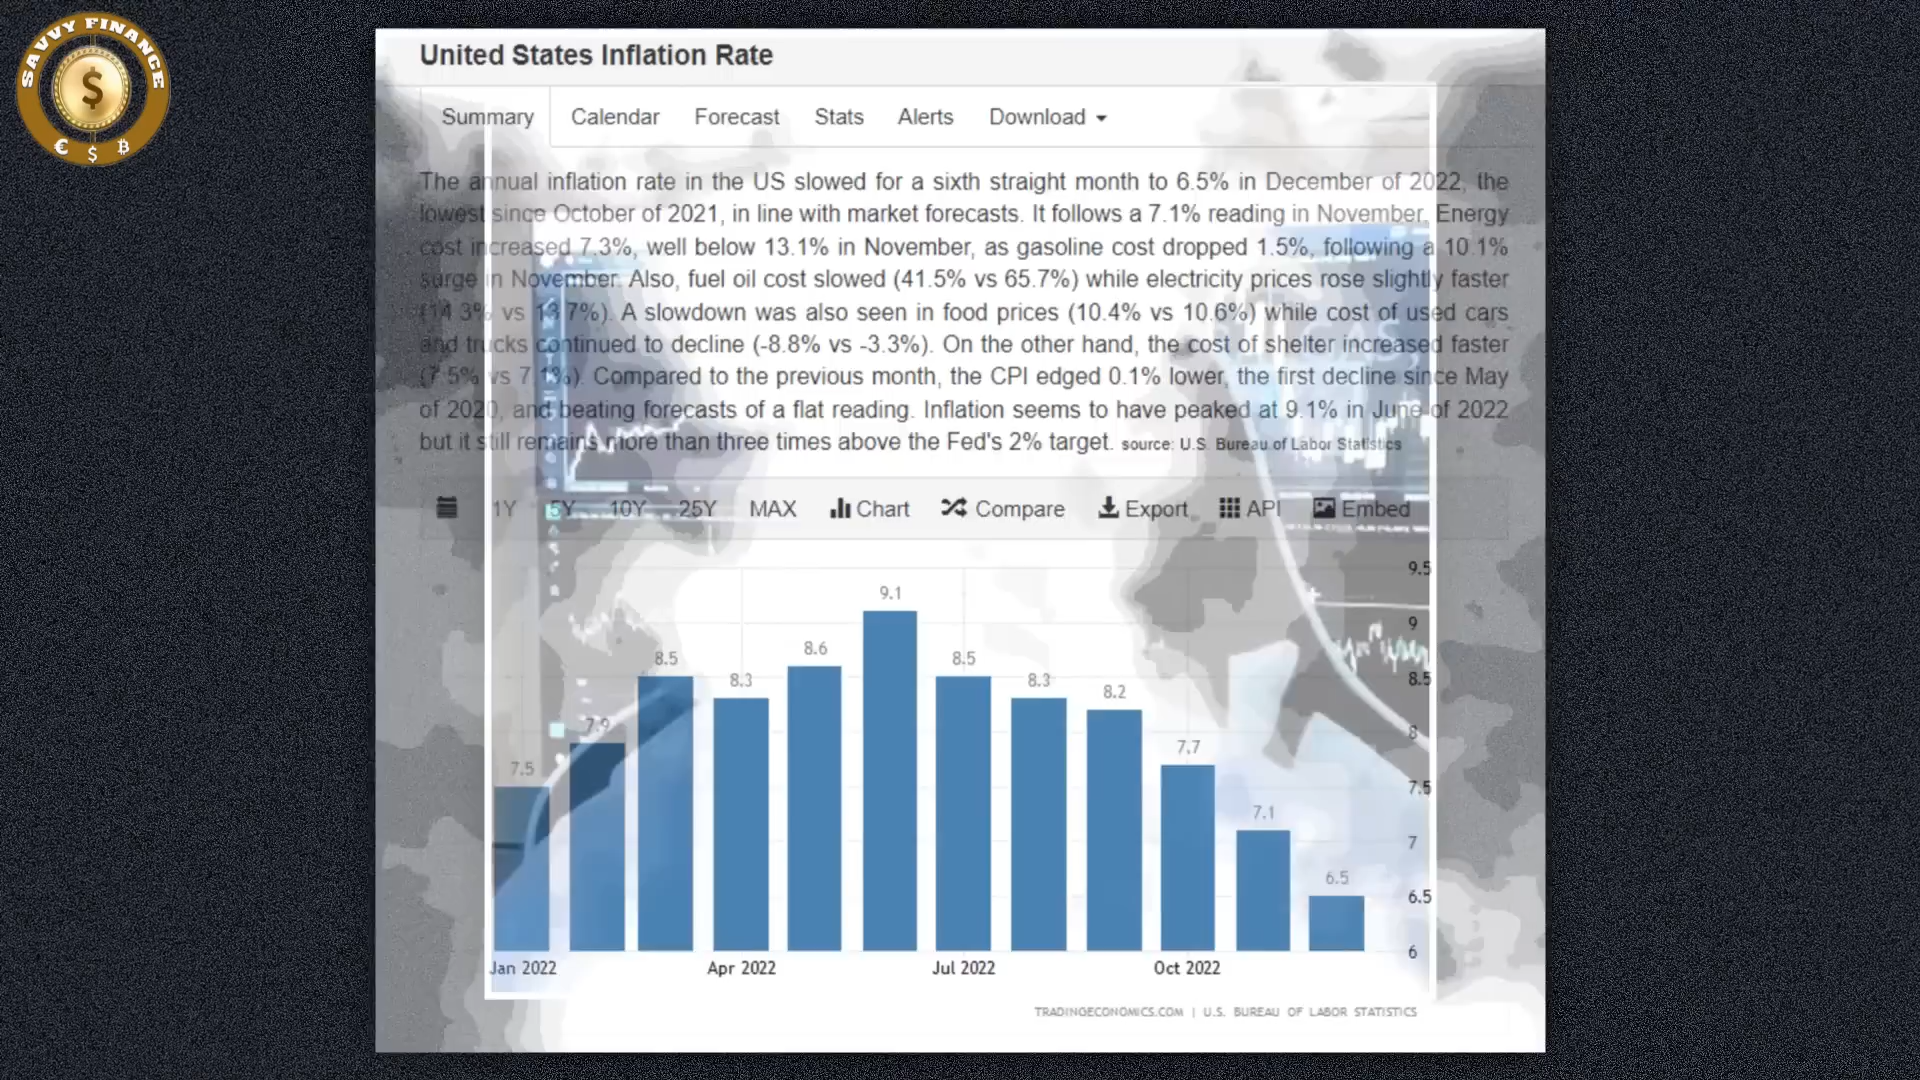 SAVVY FINANCE
$
€ $ ₿
United States Inflation Rate
Summary Calendar Forecast Stats Alerts Download
The annual inflation rate in the US slowed for a sixth straight month to 6.5% in December of 2022, the
lowest since October of 2021, in line with market forecasts. It follows a 7.1% reading in November. Energy
cost increased 7.3%, well below 13.1% in November, as gasoline cost dropped 1.5%, following a 10.1%
surge in November. Also, fuel oil cost slowed (41.5% vs 65.7%) while electricity prices rose slightly faster
(14.3% vs 13.7%). A slowdown was also seen in food prices (10.4% vs 10.6%) while cost of used cars
and trucks continued to decline (-8.8% vs -3.3%). On the other hand, the cost of shelter increased faster
(7.5% vs 7.1%). Compared to the previous month, the CPI edged 0.1% lower, the first decline since May
of 2020, and beating forecasts of a flat reading. Inflation seems to have peaked at 9.1% in June of 2022
but it still remains more than three times above the Fed's 2% target. source: U.S. Bureau of Labor Statistics
1Y 5Y 10Y 25Y MAX Chart Compare Export API Embed
9.5
9.1
9
8.6
8.5 8.5
8.3 8.3
8.5
8.2
7.9
8
7.7
7.5
7.5
7.1
7
6.5
6.5
6
Jan 2022 Apr 2022 Jul 2022 Oct 2022
TRADINGECONOMICS.COM | U.S. BUREAU OF LABOR STATISTICS